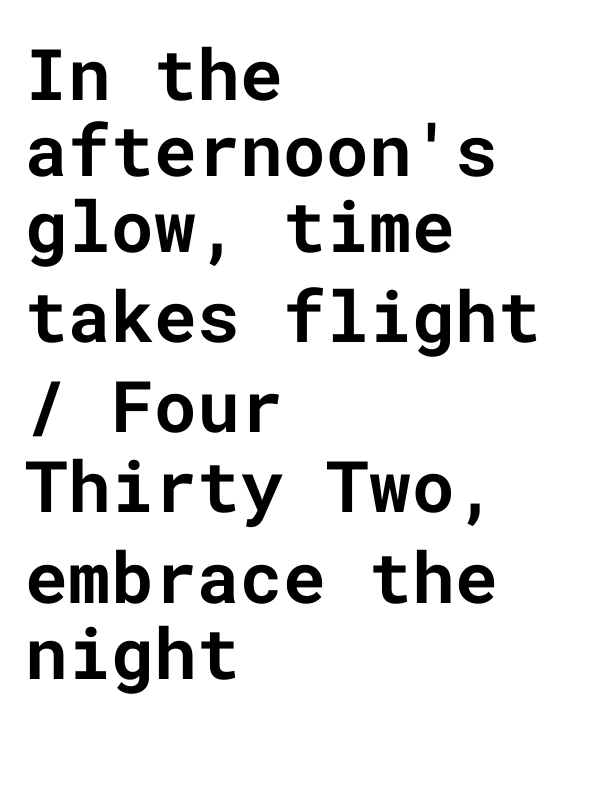 In the
afternoon's
glow, time
takes flight
/ Four
Thirty Two,
embrace the
night